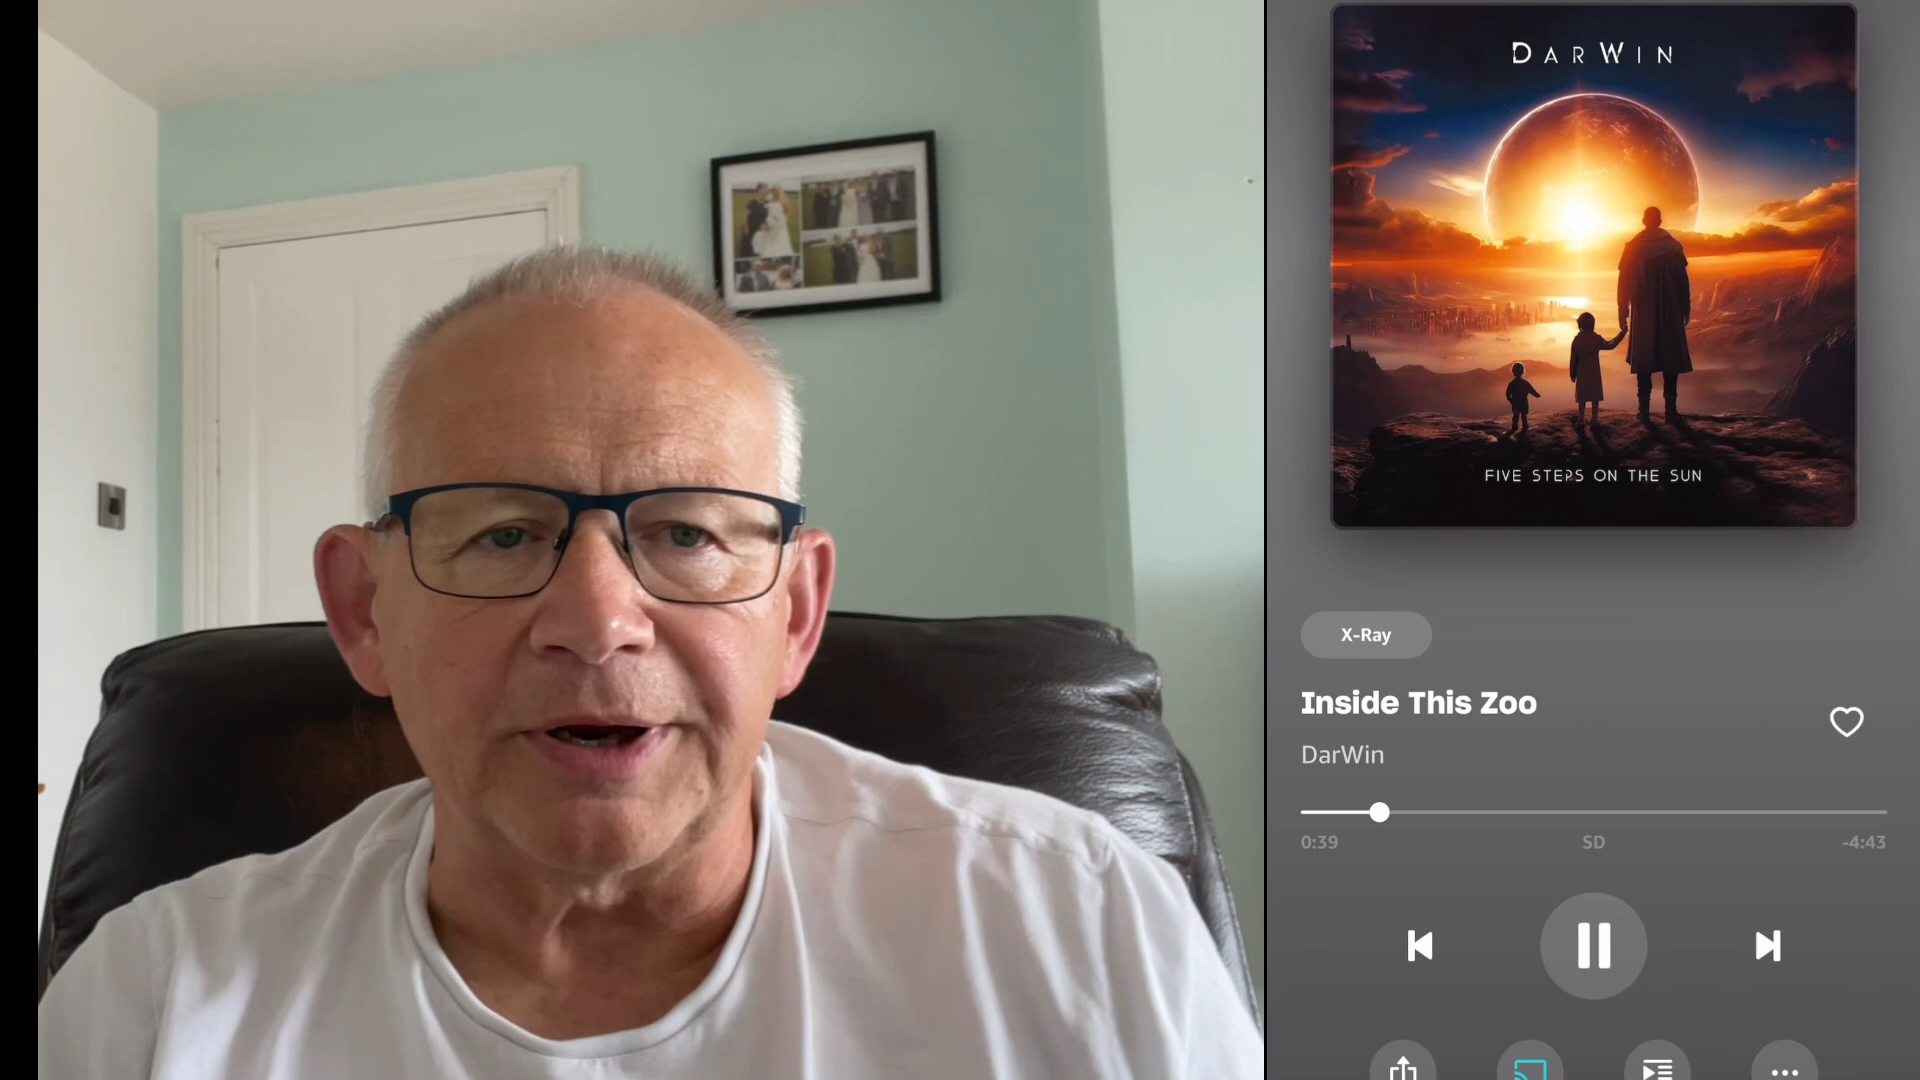 DARWIN
FIVE STEPS ON THE SUN
X-Ray
Inside This Zoo
DarWin
0:39 SD -4:43